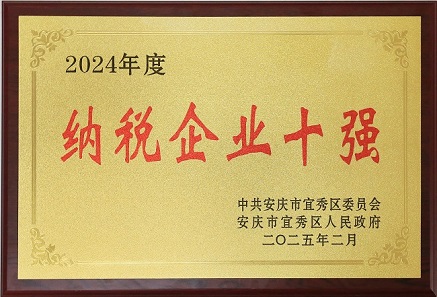 2024年度
纳税企业十强
中共安庆市宜秀区委员会
安庆市宜秀区人民政府
二〇二五年二月